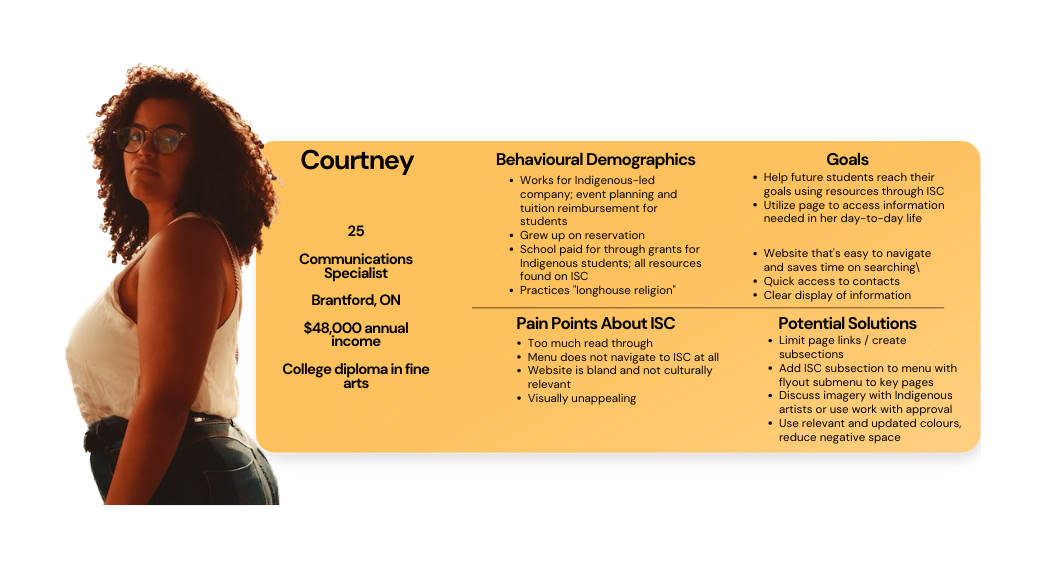 Courtney
25
Communications
Specialist
Brantford, ON
$48,000 annual
income
College diploma in fine
arts
Behavioural Demographics
• Works for Indigenous-led
company; event planning and
tuition reimbursement for
students
• Grew up on reservation
• School paid for through grants for
Indigenous students; all resources
found on ISC
• Practices "longhouse religion"
Goals
• Help future students reach their
goals using resources through ISC
• Utilize page to access information
needed in her day-to-day life
• Website that's easy to navigate
and saves time on searching\
• Quick access to contacts
• Clear display of information
Pain Points About ISC
• Too much read through
• Menu does not navigate to ISC at all
• Website is bland and not culturally
relevant
• Visually unappealing
Potential Solutions
• Limit page links / create
subsections
• Add ISC subsection to menu with
flyout submenu to key pages
• Discuss imagery with Indigenous
artists or use work with approval
• Use relevant and updated colours,
reduce negative space